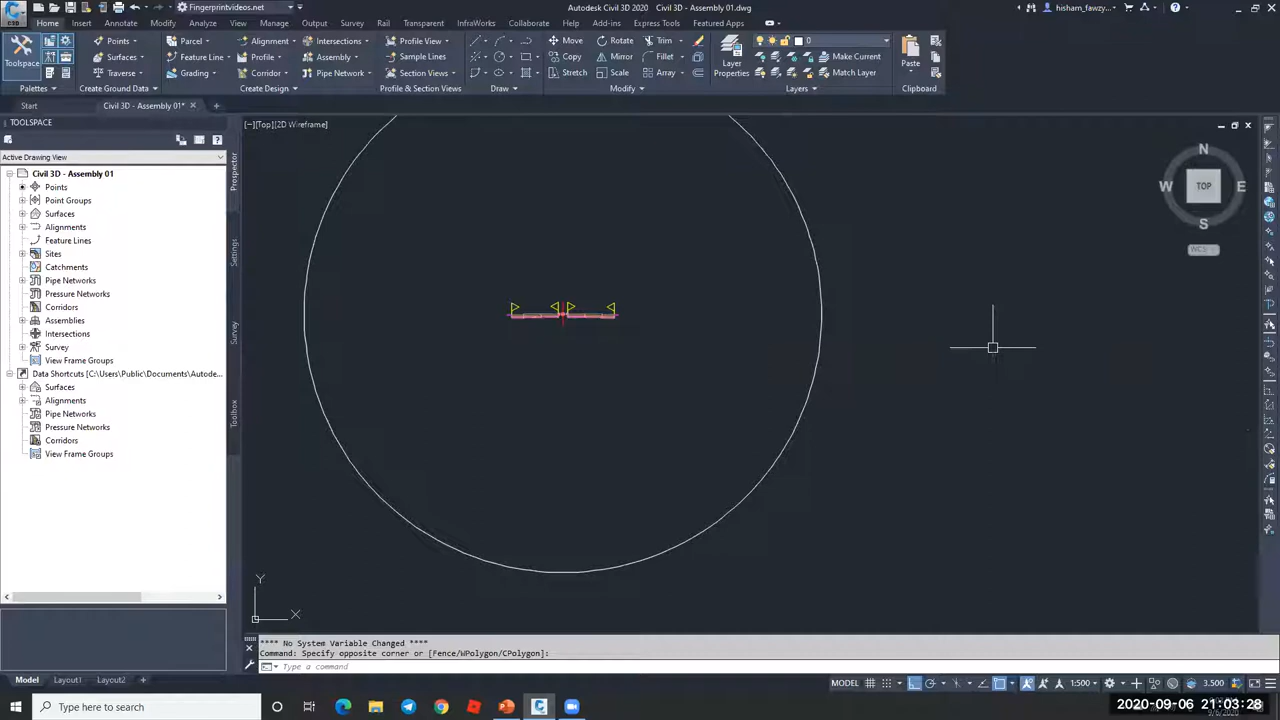 Fingerprintvideos.net
Autodesk Civil 3D 2020 Civil 3D - Assembly 01.dwg
hisham_fawzy...
Home Insert Annotate Modify Analyze View Manage Output Survey Rail Transparent InfraWorks Collaborate Help Add-ins Express Tools Featured Apps
Toolspace
Points
Surfaces
Traverse
Parcel
Feature Line
Grading
Alignment
Profile
Corridor
Intersections
Assembly
Pipe Network
Profile View
Sample Lines
Section Views
Move
Copy
Stretch
Rotate
Mirror
Scale
Trim
Fillet
Array
Layer
Properties
0
Make Current
Match Layer
Paste
Palettes Create Ground Data Create Design Profile & Section Views Draw Modify Layers Clipboard
Start Civil 3D - Assembly 01*
TOOLSPACE
Active Drawing View
Civil 3D - Assembly 01
Points
Point Groups
Surfaces
Alignments
Feature Lines
Sites
Catchments
Pipe Networks
Pressure Networks
Corridors
Assemblies
Intersections
Survey
View Frame Groups
Data Shortcuts [C:\Users\Public\Documents\Autode...
Surfaces
Alignments
Pipe Networks
Pressure Networks
Corridors
View Frame Groups
Prospector
Settings
Survey
Toolbox
[−][Top][2D Wireframe]
N
W TOP E
S
WCS
Y
X
**** No System Variable Changed ****
Command: Specify opposite corner or [Fence/WPolygon/CPolygon]:
Type a command
Model Layout1 Layout2
MODEL 1:500 3.500
Type here to search
2020-09-06 21:03:28